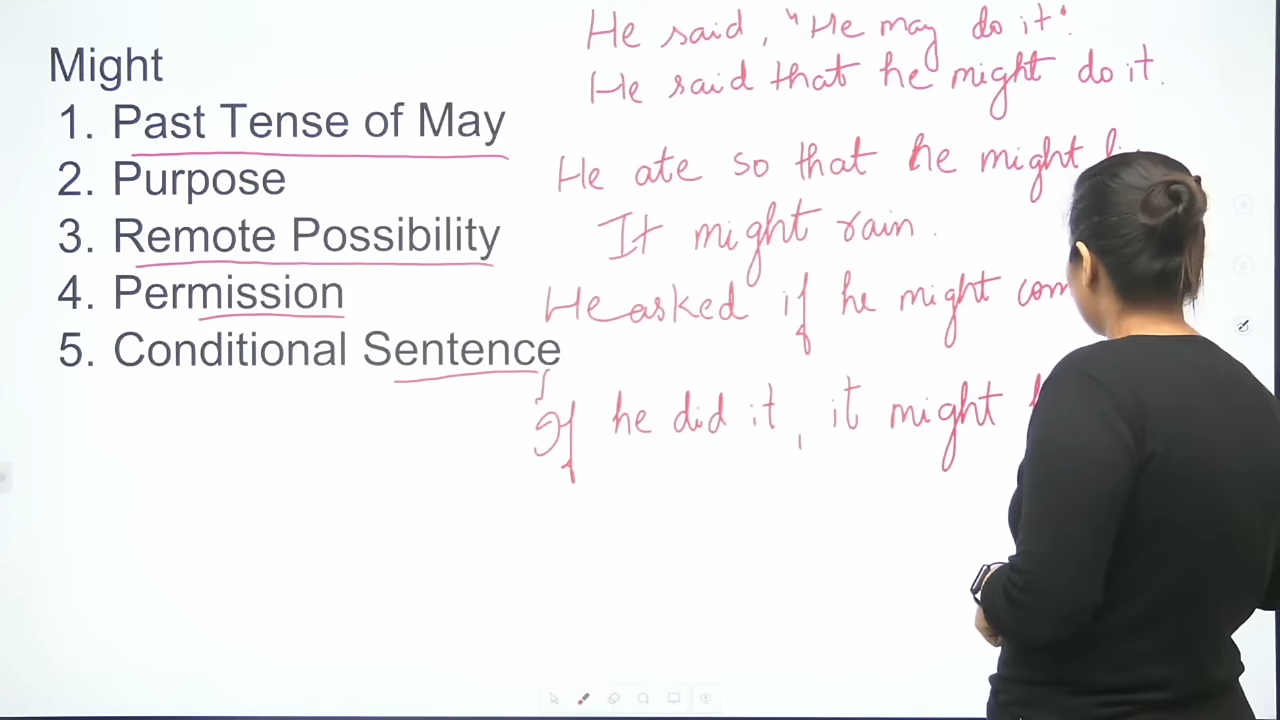 Might
1. Past Tense of May
2. Purpose
3. Remote Possibility
4. Permission
5. Conditional Sentence
He said, "He may do it".
He said that he might do it.
He ate so that he might
It might rain.
He asked if he might
If he did it, it might